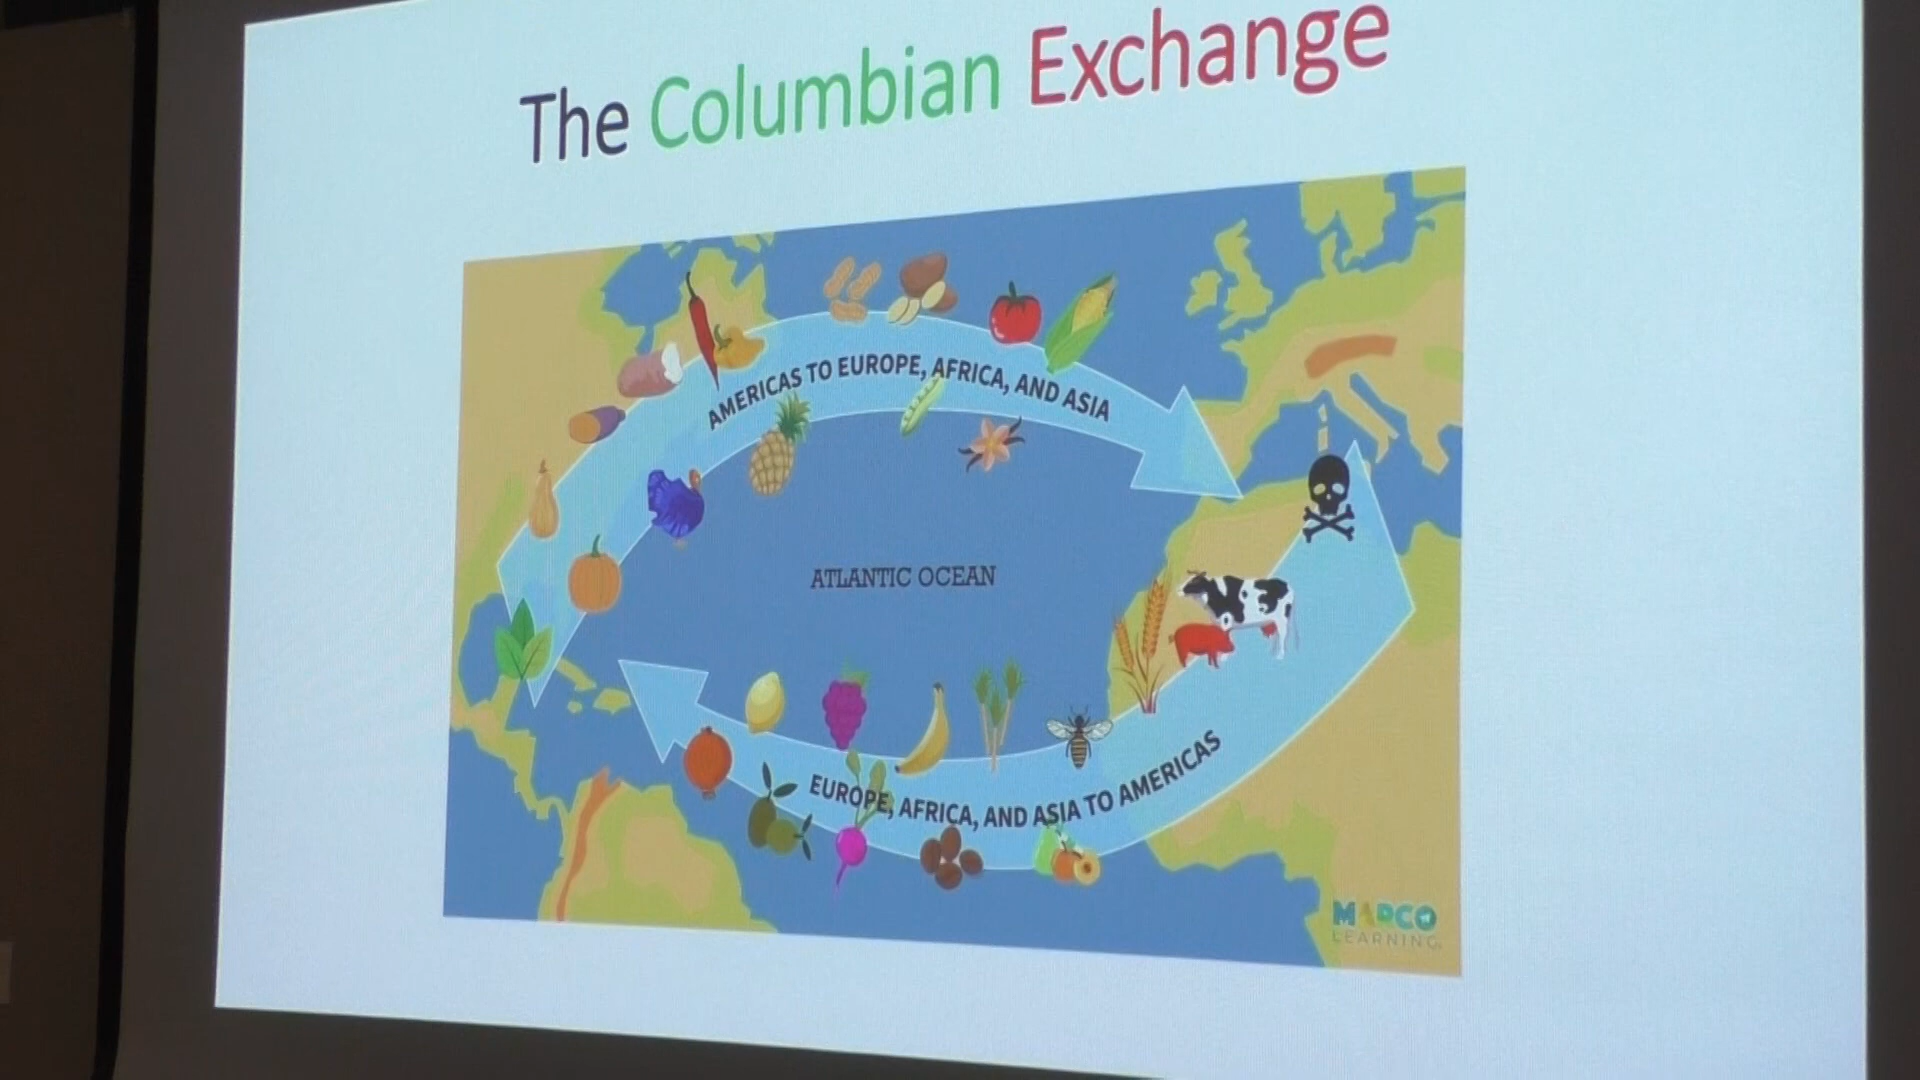 The Columbian Exchange
AMERICAS TO EUROPE, AFRICA, AND ASIA
ATLANTIC OCEAN
EUROPE, AFRICA, AND ASIA TO AMERICAS
MARCO
LEARNING